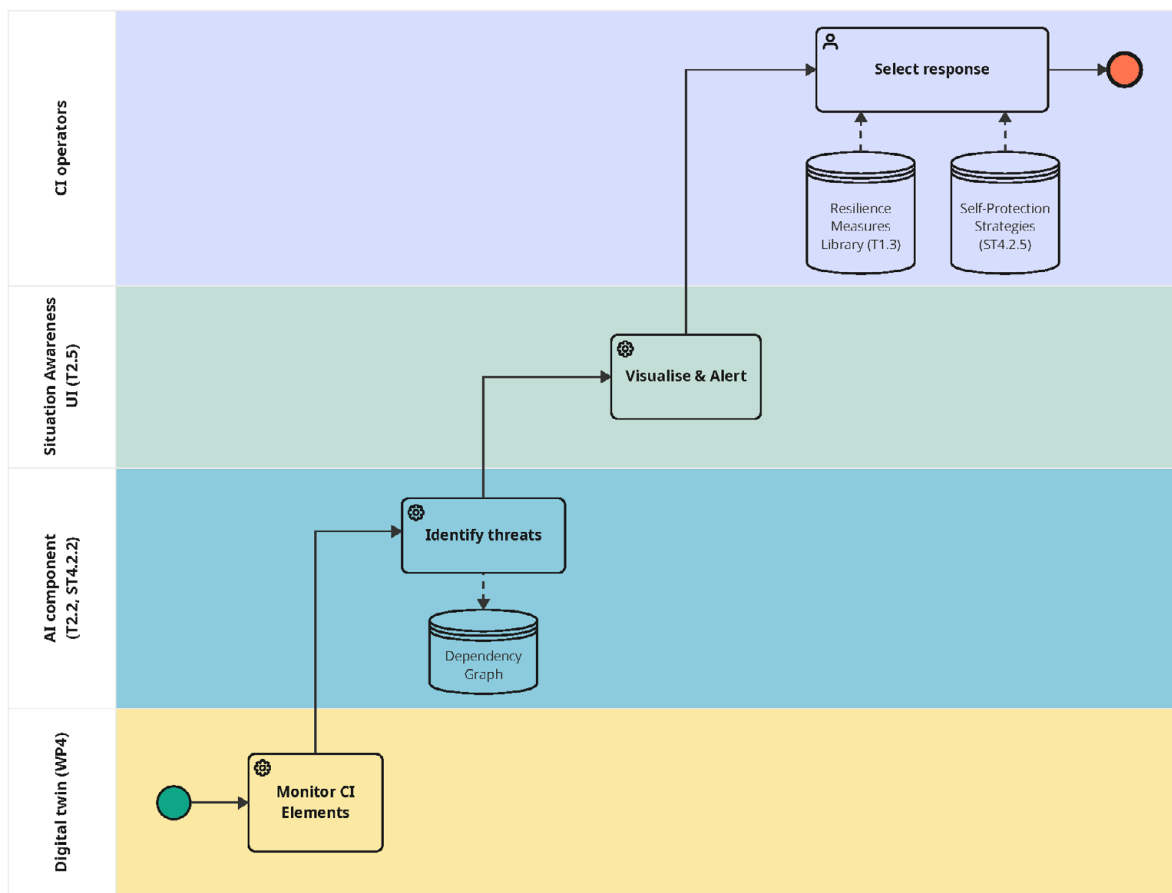 CI operators
Select response
Resilience
Measures
Library (T1.3)
Self-Protection
Strategies
(ST4.2.5)
Situation Awareness
UI (T2.5)
Visualise & Alert
AI component
(T2.2, ST4.2.2)
Identify threats
Dependency
Graph
Digital twin (WP4)
Monitor CI
Elements